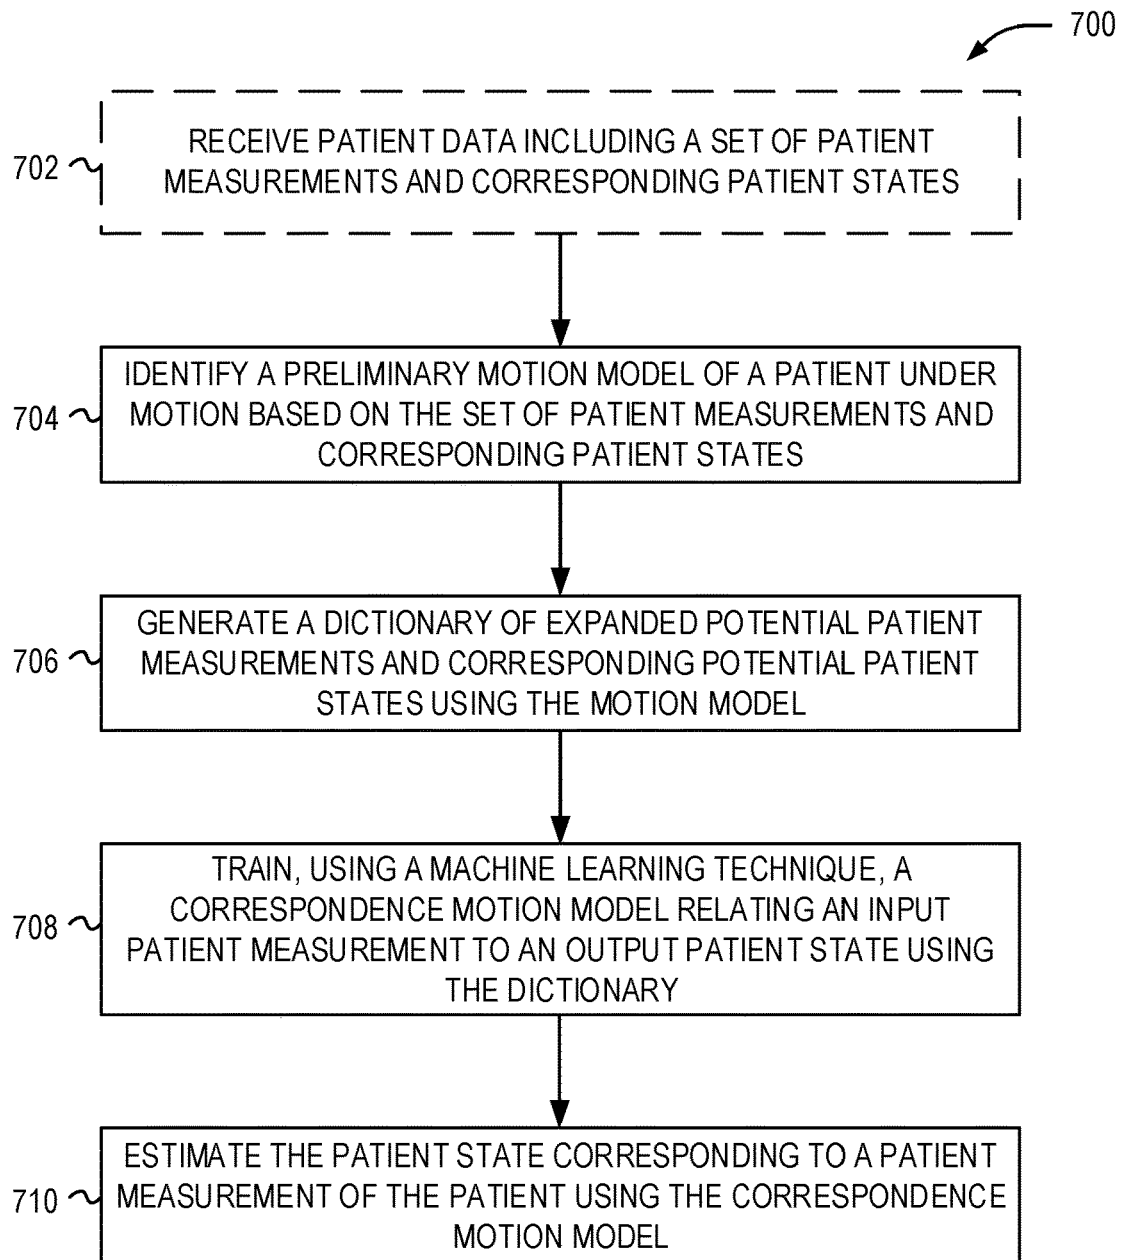 700
RECEIVE PATIENT DATA INCLUDING A SET OF PATIENT
MEASUREMENTS AND CORRESPONDING PATIENT STATES
702
IDENTIFY A PRELIMINARY MOTION MODEL OF A PATIENT UNDER
MOTION BASED ON THE SET OF PATIENT MEASUREMENTS AND
CORRESPONDING PATIENT STATES
704
GENERATE A DICTIONARY OF EXPANDED POTENTIAL PATIENT
MEASUREMENTS AND CORRESPONDING POTENTIAL PATIENT
STATES USING THE MOTION MODEL
706
TRAIN, USING A MACHINE LEARNING TECHNIQUE, A
CORRESPONDENCE MOTION MODEL RELATING AN INPUT
PATIENT MEASUREMENT TO AN OUTPUT PATIENT STATE USING
THE DICTIONARY
708
ESTIMATE THE PATIENT STATE CORRESPONDING TO A PATIENT
MEASUREMENT OF THE PATIENT USING THE CORRESPONDENCE
MOTION MODEL
710